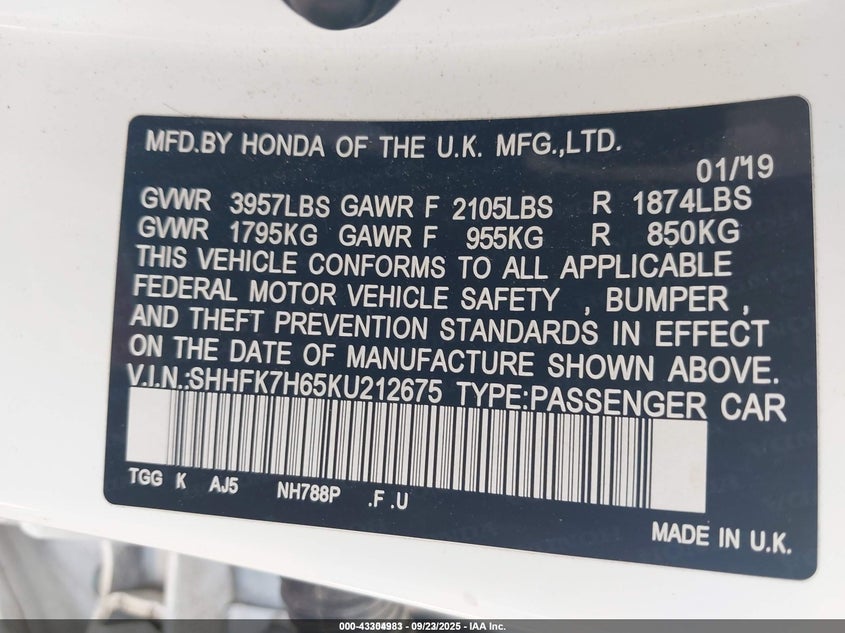 MFD.BY HONDA OF THE U.K. MFG.,LTD.
01/'19
GVWR 3957LBS GAWR F 2105LBS R 1874LBS
GVWR 1795KG GAWR F 955KG R 850KG
THIS VEHICLE CONFORMS TO ALL APPLICABLE
FEDERAL MOTOR VEHICLE SAFETY , BUMPER ,
AND THEFT PREVENTION STANDARDS IN EFFECT
ON THE DATE OF MANUFACTURE SHOWN ABOVE.
V.I.N.:SHHFK7H65KU212675 TYPE:PASSENGER CAR
TGG K AJ5 NH788P .F .U
MADE IN U.K.
000-43304983 - 09/23/2025 - IAA Inc.